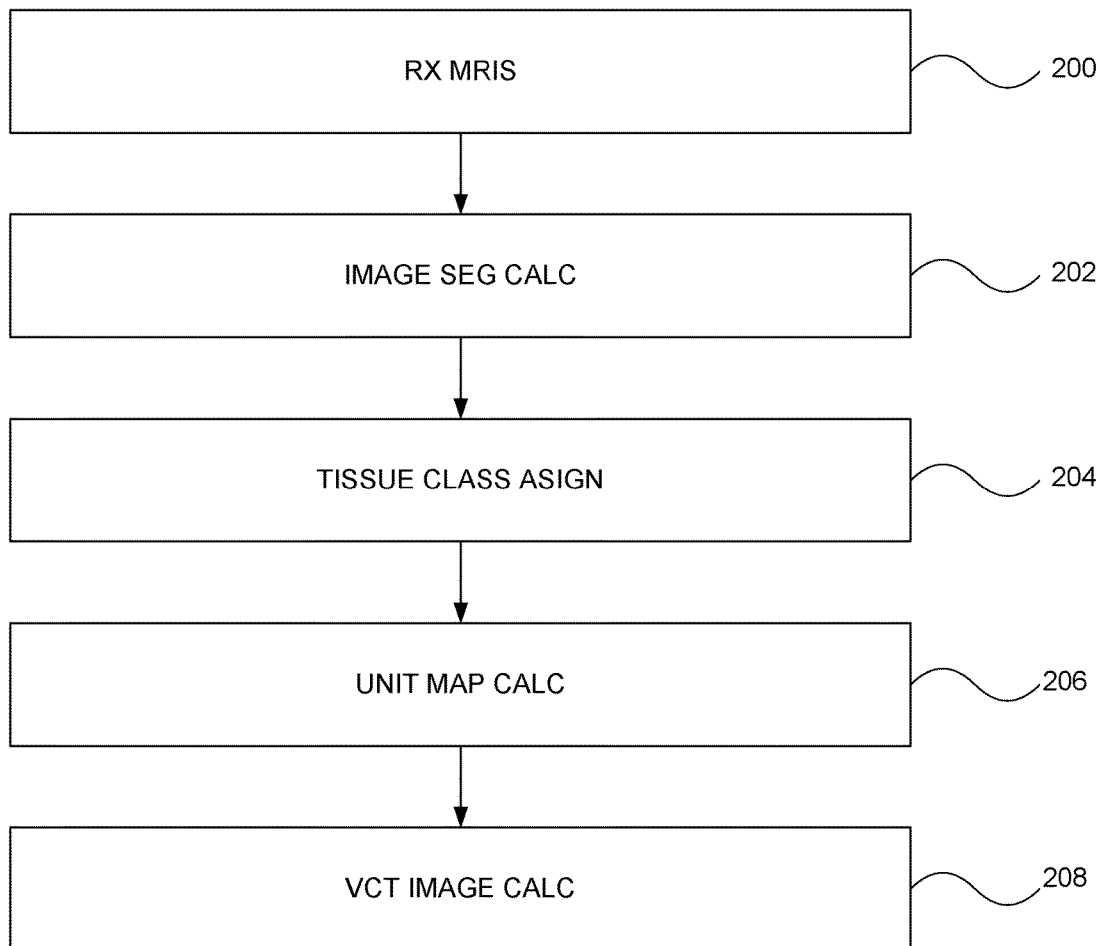 RX MRIS
200
IMAGE SEG CALC
202
TISSUE CLASS ASIGN
204
UNIT MAP CALC
206
VCT IMAGE CALC
208